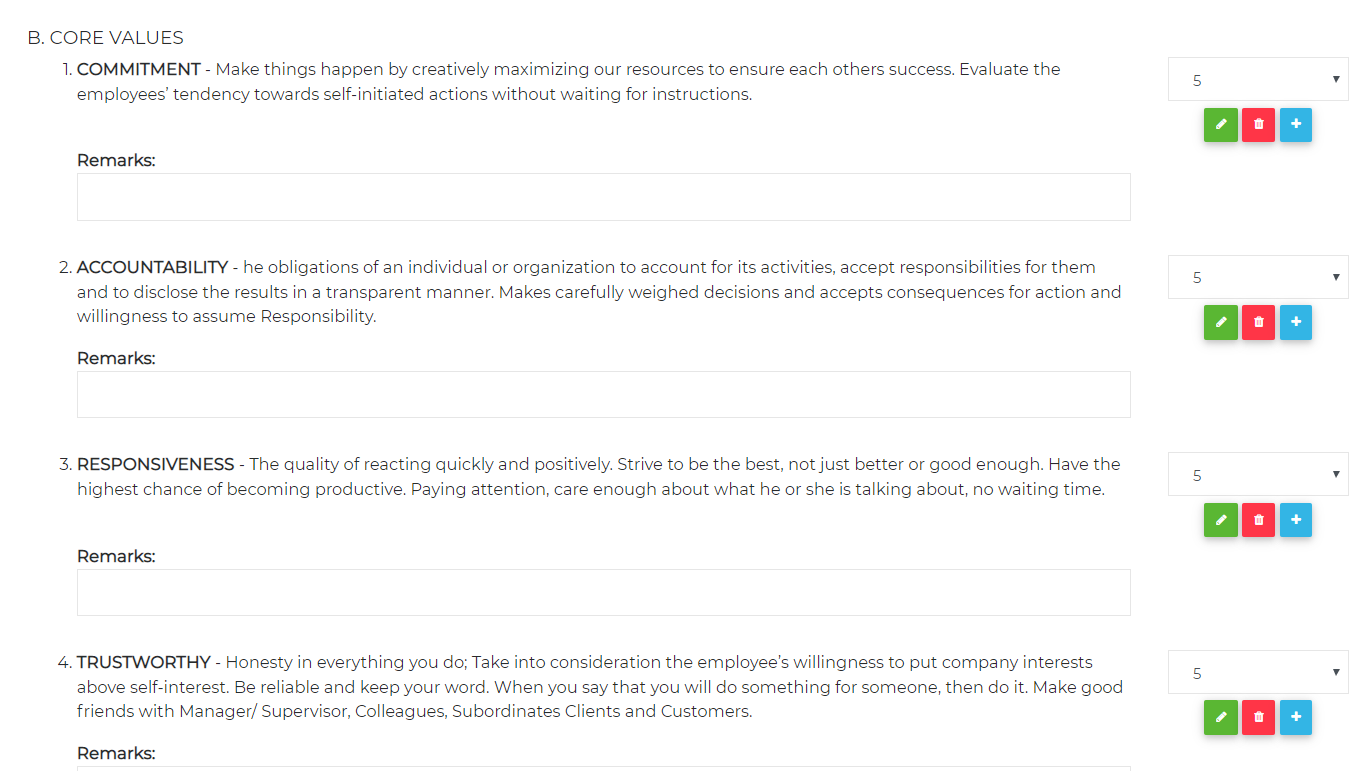 B. CORE VALUES
1. COMMITMENT - Make things happen by creatively maximizing our resources to ensure each others success. Evaluate the
employees’ tendency towards self-initiated actions without waiting for instructions.
5
Remarks:
2. ACCOUNTABILITY - he obligations of an individual or organization to account for its activities, accept responsibilities for them
and to disclose the results in a transparent manner. Makes carefully weighed decisions and accepts consequences for action and
willingness to assume Responsibility.
5
Remarks:
3. RESPONSIVENESS - The quality of reacting quickly and positively. Strive to be the best, not just better or good enough. Have the
highest chance of becoming productive. Paying attention, care enough about what he or she is talking about, no waiting time.
5
Remarks:
4. TRUSTWORTHY - Honesty in everything you do; Take into consideration the employee’s willingness to put company interests
above self-interest. Be reliable and keep your word. When you say that you will do something for someone, then do it. Make good
friends with Manager/ Supervisor, Colleagues, Subordinates Clients and Customers.
5
Remarks: